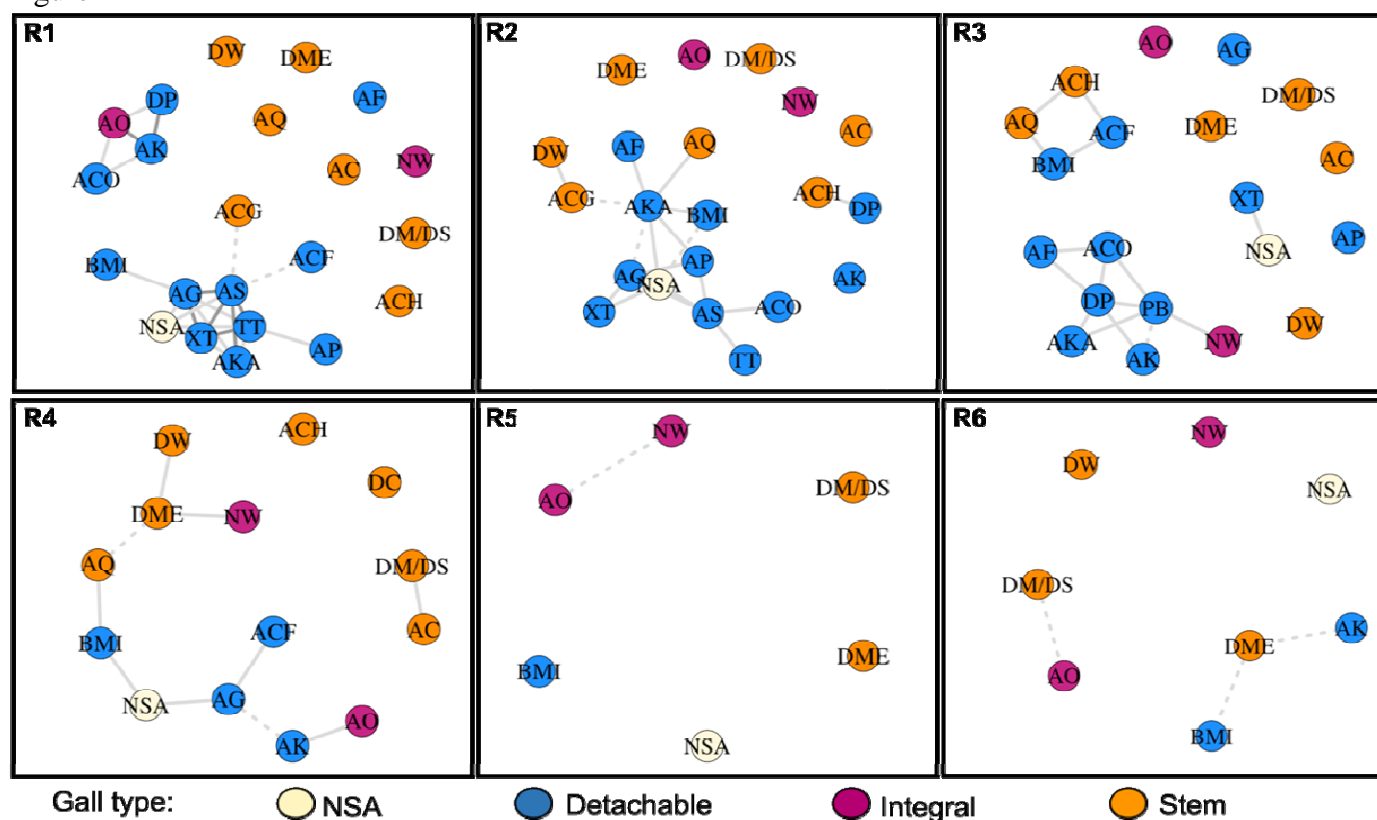 Figure
R1
DW
DME
AF
DP
AO
AQ
AK
NW
AC
ACO
ACG
DM/DS
ACF
BMI
AG
AS
ACH
NSA
TT
XT
AP
AKA
R2
AO
DM/DS
DME
NW
AC
AF
AQ
DW
ACG
ACH
AKA
DP
BMI
AP
AG
AK
NSA
XT
AS
ACO
TT
R3
AO
AG
ACH
DM/DS
AQ
DME
ACF
BMI
AC
XT
AP
AF
ACO
NSA
DP
PB
DW
AKA
NW
AK
R4
ACH
DW
DC
DME
NW
AQ
DM/DS
ACF
AC
BMI
AG
NSA
AO
AK
R5
NW
DM/DS
AO
DME
BMI
NSA
R6
NW
DW
NSA
DM/DS
AK
DME
AO
BMI
Gall type: NSA Detachable Integral Stem